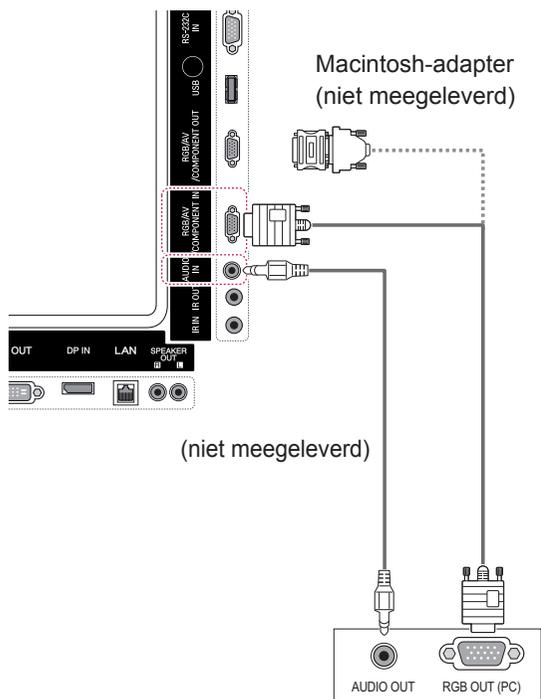 RS-232C
IN
USB
RGB/AV
/COMPONENT OUT
RGB/AV
/COMPONENT IN
AUDIO
IN
IR OUT
IR IN
Macintosh-adapter
(niet meegeleverd)
OUT
DP IN
LAN
SPEAKER
OUT
R L
(niet meegeleverd)
AUDIO OUT
RGB OUT (PC)